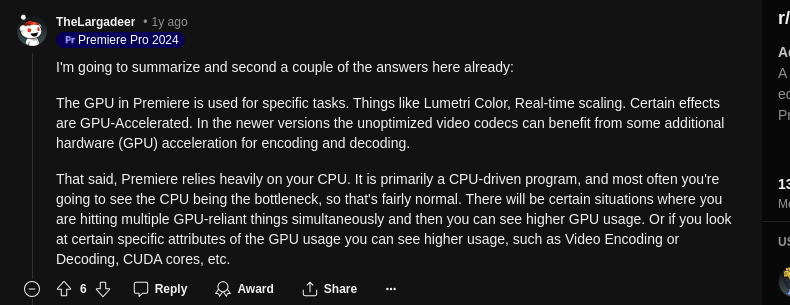 TheLargadeer • 1y ago
Pr Premiere Pro 2024
I'm going to summarize and second a couple of the answers here already:
The GPU in Premiere is used for specific tasks. Things like Lumetri Color, Real-time scaling. Certain effects
are GPU-Accelerated. In the newer versions the unoptimized video codecs can benefit from some additional
hardware (GPU) acceleration for encoding and decoding.
That said, Premiere relies heavily on your CPU. It is primarily a CPU-driven program, and most often you're
going to see the CPU being the bottleneck, so that's fairly normal. There will be certain situations where you
are hitting multiple GPU-reliant things simultaneously and then you can see higher GPU usage. Or if you look
at certain specific attributes of the GPU usage you can see higher usage, such as Video Encoding or
Decoding, CUDA cores, etc.
6 Reply Award Share ...
r/
A
Pr
13